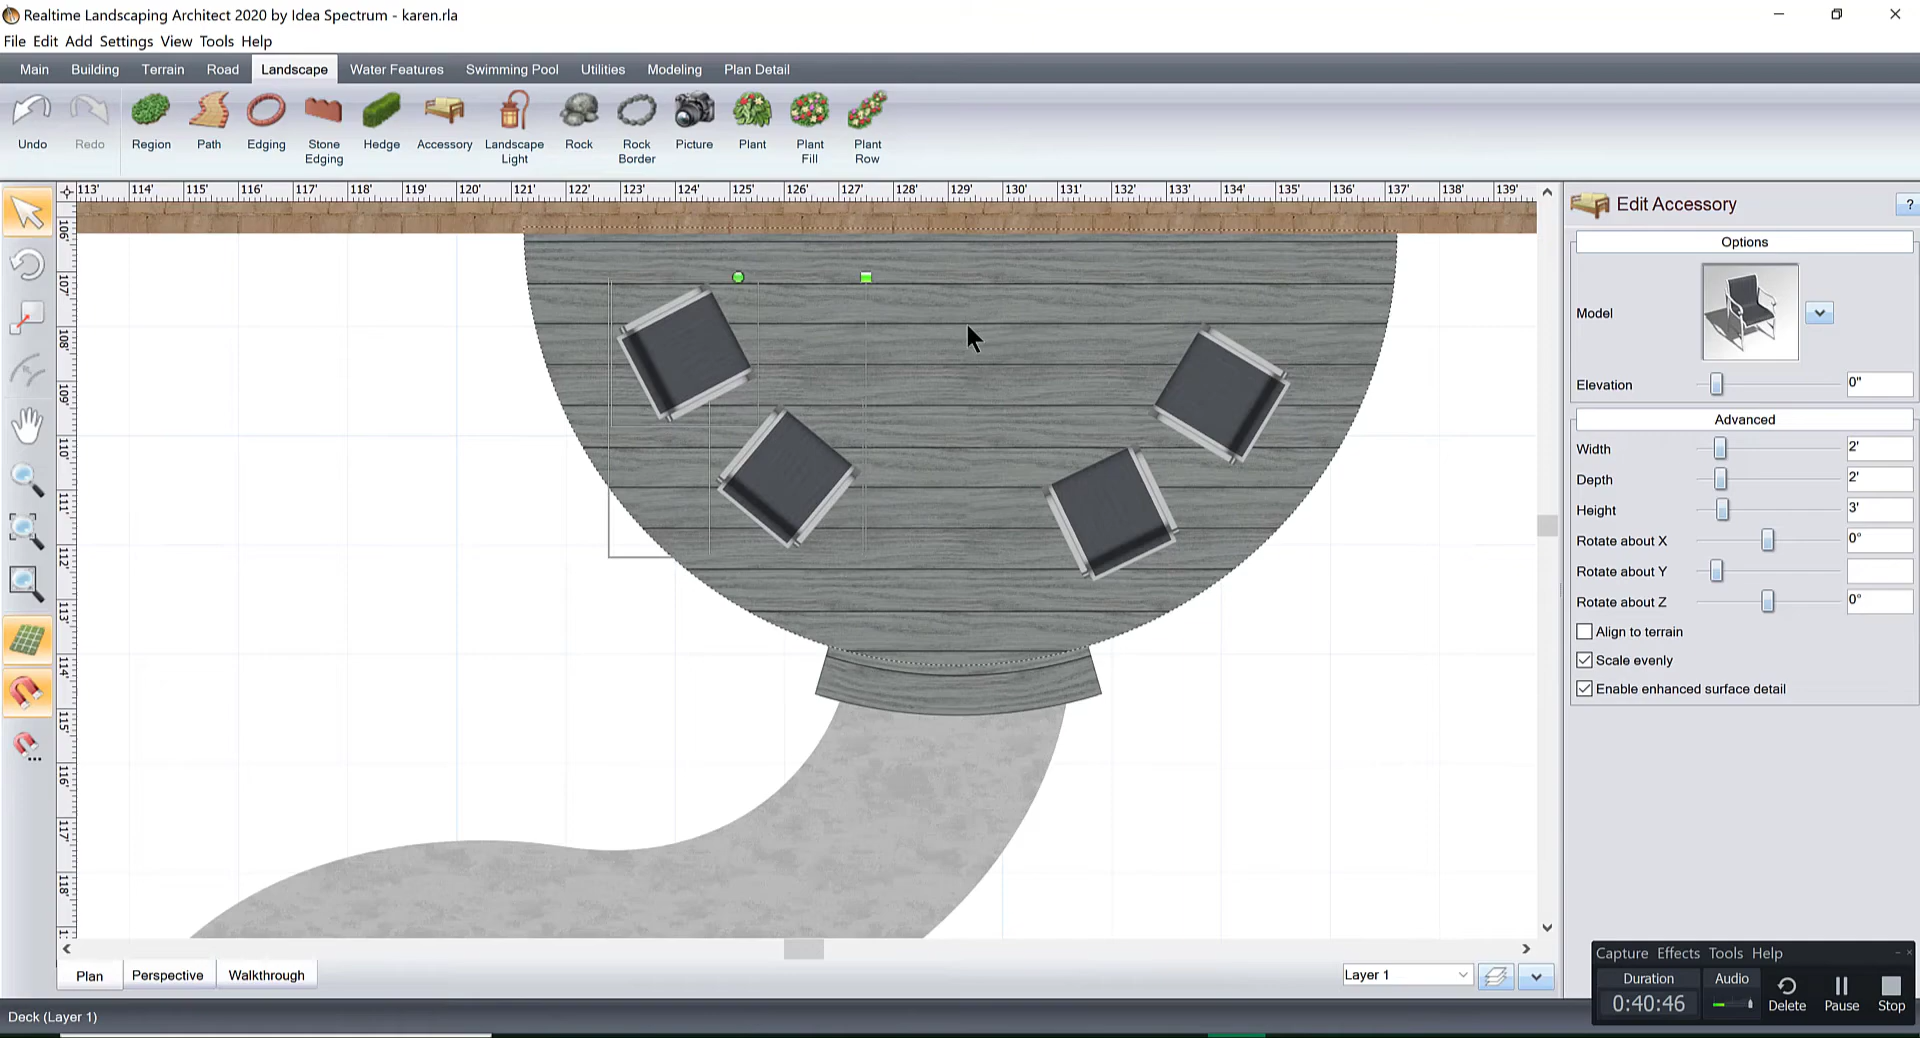 Realtime Landscaping Architect 2020 by Idea Spectrum - karen.rla
File Edit Add Settings View Tools Help
Main Building Terrain Road Landscape Water Features Swimming Pool Utilities Modeling Plan Detail
Undo Redo Region Path Edging Stone Edging Hedge Accessory Landscape Light Rock Rock Border Picture Plant Plant Fill Plant Row
113' 114' 115' 116' 117' 118' 119' 120' 121' 122' 123' 124' 125' 126' 127' 128' 129' 130' 131' 132' 133' 134' 135' 136' 137' 138' 139'
106'
107'
108'
109'
110'
111'
112'
113'
114'
115'
116'
117'
118'
Edit Accessory
?
Options
Model
Elevation 0"
Advanced
Width 2'
Depth 2'
Height 3'
Rotate about X 0°
Rotate about Y
Rotate about Z 0°
Align to terrain
Scale evenly
Enable enhanced surface detail
Plan Perspective Walkthrough
Layer 1
Deck (Layer 1)
Capture Effects Tools Help
Duration Audio
0:40:46 Delete Pause Stop